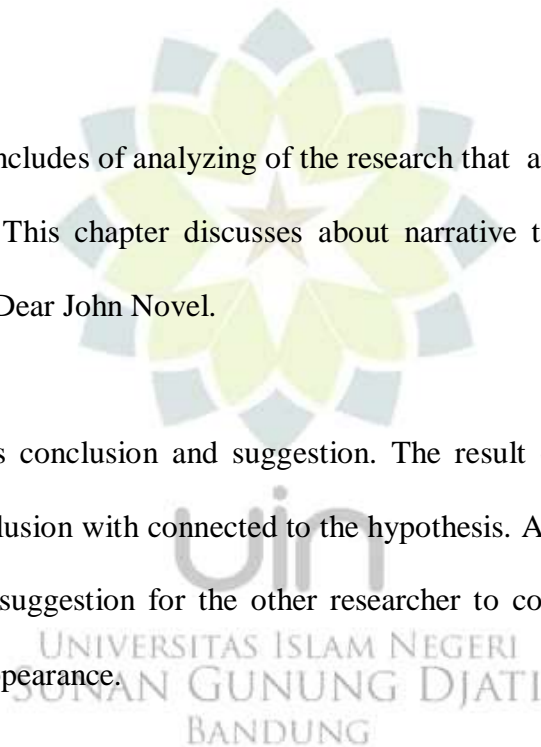 ncludes of analyzing of the research that a
This chapter discusses about narrative t
Dear John Novel.
s conclusion and suggestion. The result
lusion with connected to the hypothesis. A
suggestion for the other researcher to co
pearance.
uin
UNIVERSITAS ISLAM NEGERI
SUNAN GUNUNG DJATI
BANDUNG